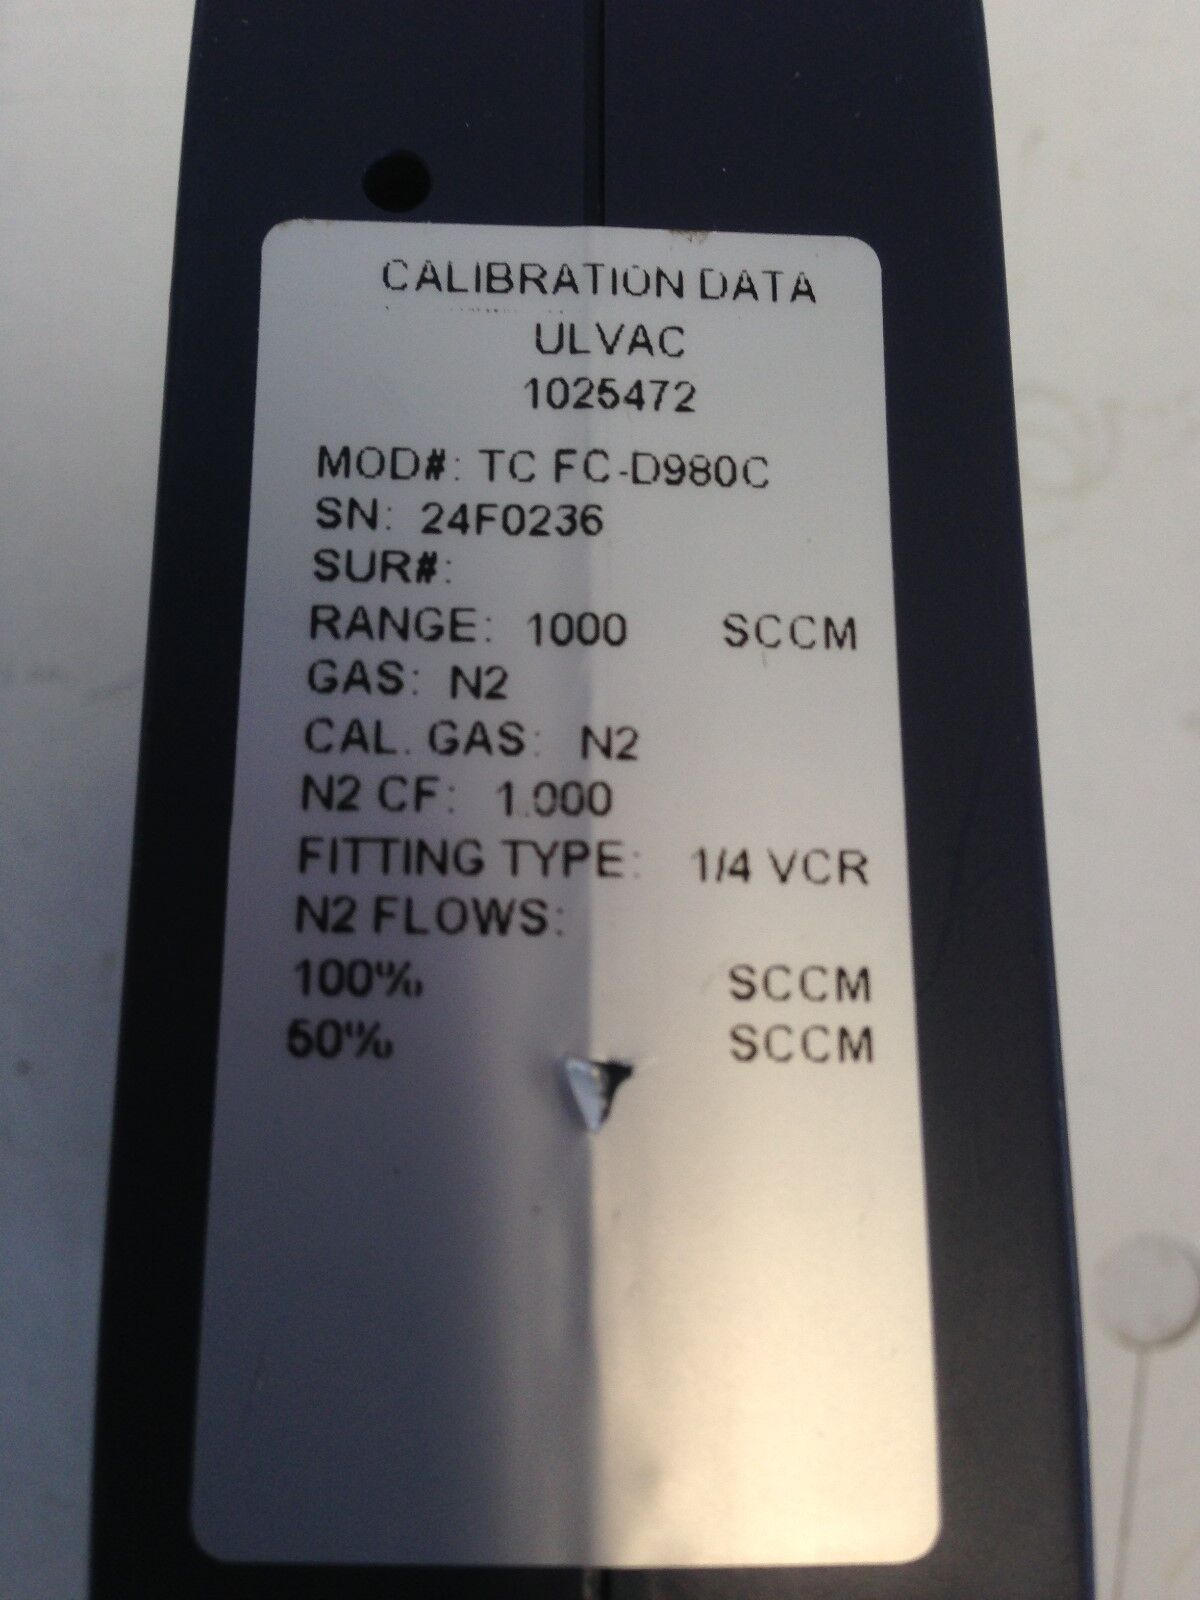 CALIBRATION DATA
ULVAC
1025472
MOD#: TC FC-D980C
SN: 24F0236
SUR#:
RANGE: 1000 SCCM
GAS: N2
CAL. GAS: N2
N2 CF: 1.000
FITTING TYPE: 1/4 VCR
N2 FLOWS:
100% SCCM
50% SCCM